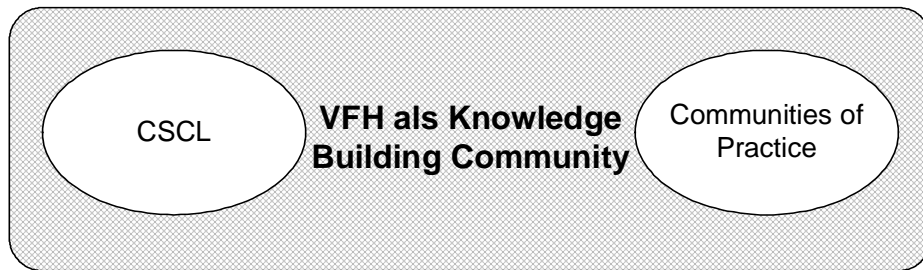 CSCL
VFH als Knowledge
Building Community
Communities of
Practice